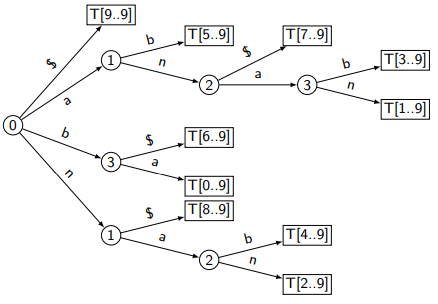 T[9..9]
$
1
b
T[5..9]
n
$
T[7..9]
a
2
a
3
b
T[3..9]
n
T[1..9]
0
b
3
$
T[6..9]
a
T[0..9]
n
1
$
T[8..9]
a
2
b
T[4..9]
n
T[2..9]